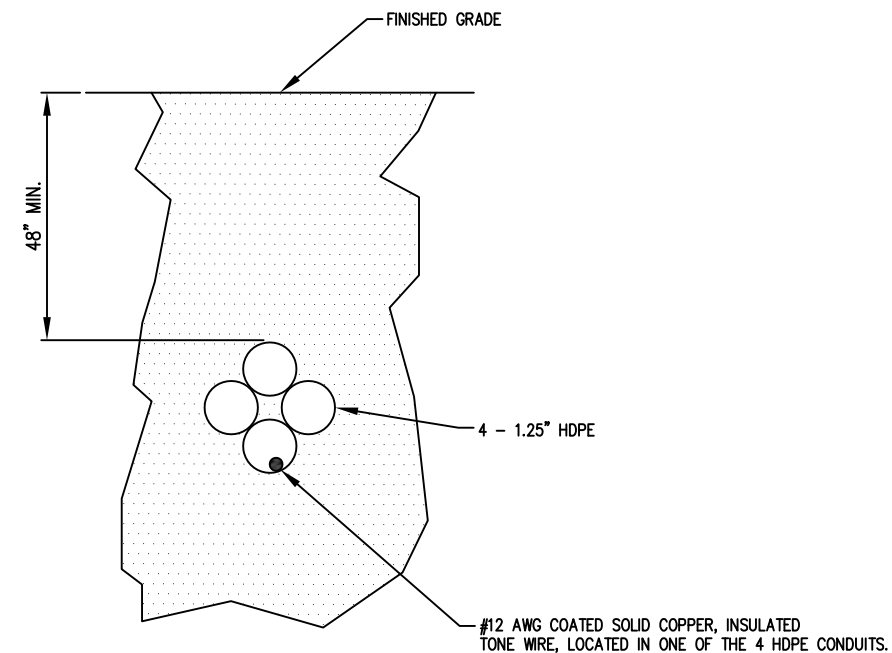 FINISHED GRADE
48" MIN.
4 - 1.25" HDPE
#12 AWG COATED SOLID COPPER, INSULATED
TONE WIRE, LOCATED IN ONE OF THE 4 HDPE CONDUITS.